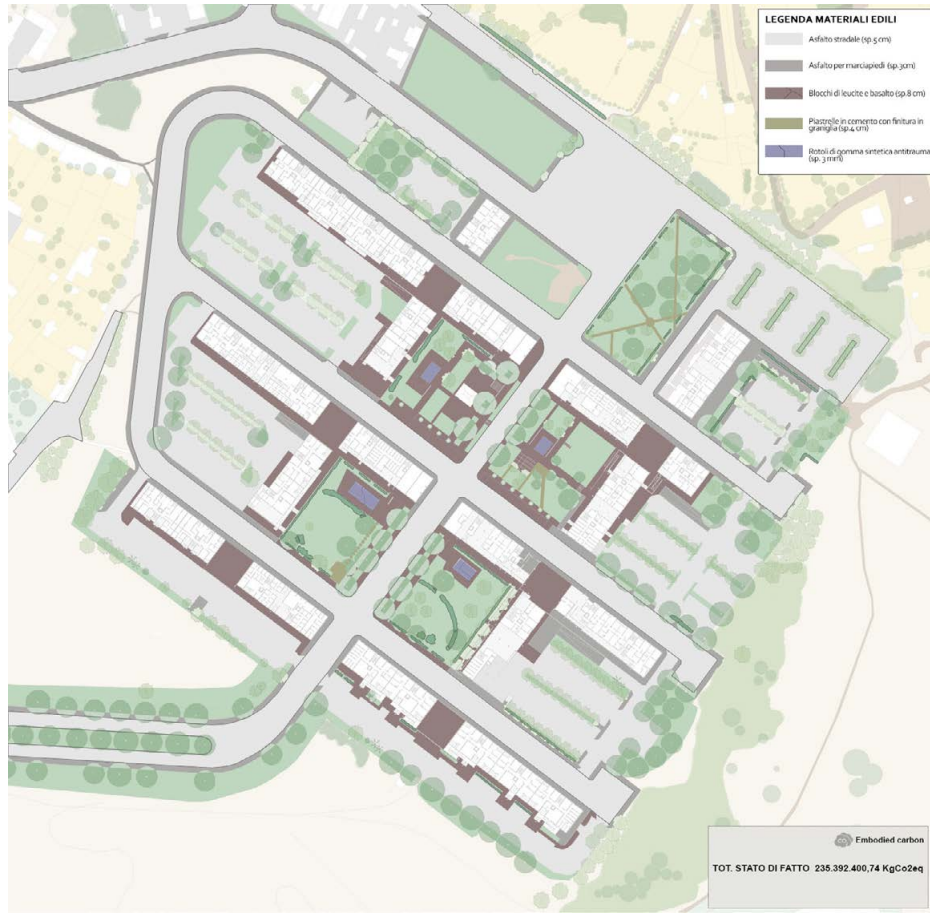 LEGENDA MATERIALI EDILI
Asfalto stradale (sp.5 cm)
Asfalto per marciapiedi (sp.3cm)
Blocchi di leucite e basalto (sp.8 cm)
Piastrelle in cemento con finitura in
graniglia (sp.4 cm)
Rotoli di gomma sintetica antitrauma
(sp. 3 mm)
Embodied carbon
TOT. STATO DI FATTO 235.392.400,74 KgCo2eq